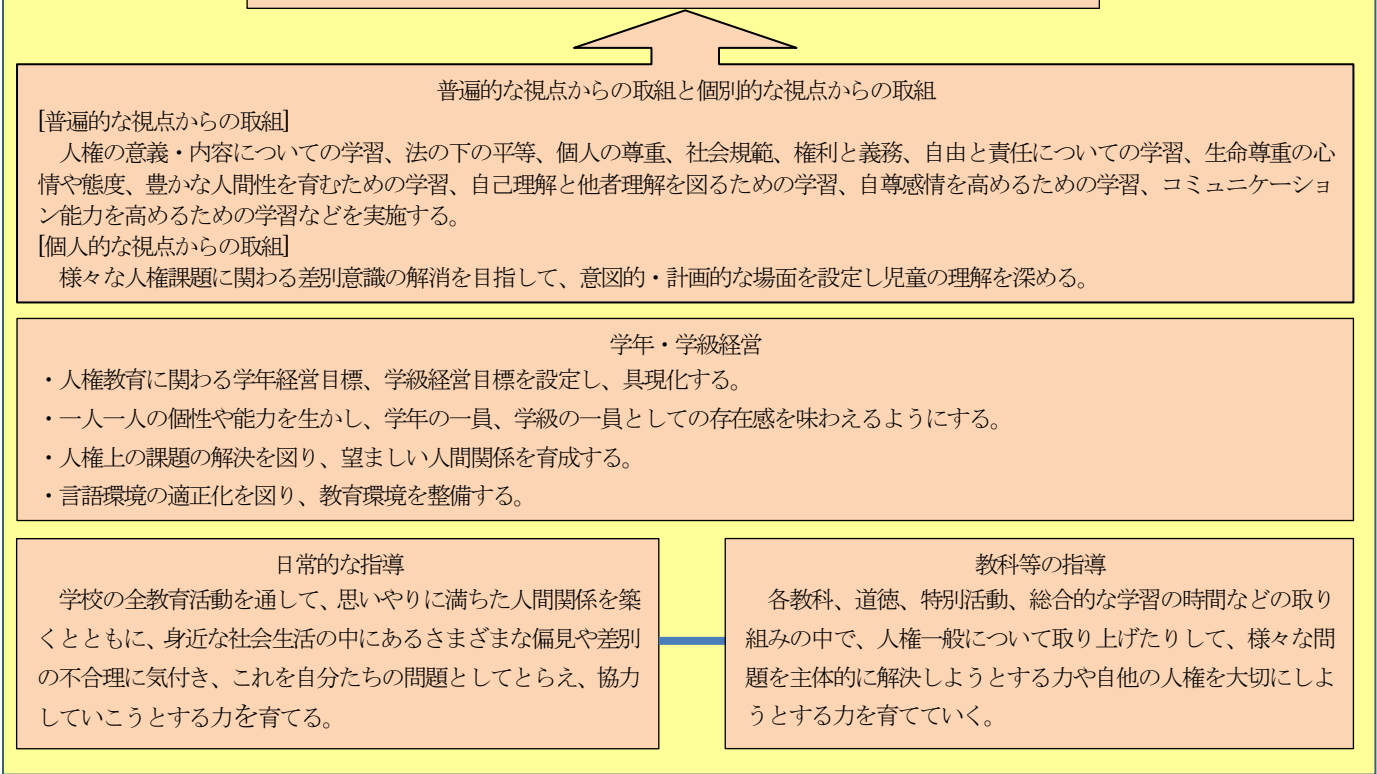 普遍的な視点からの取組と個別的な視点からの取組
[普遍的な視点からの取組]
人権の意義・内容についての学習、法の下の平等、個人の尊重、社会規範、権利と義務、自由と責任についての学習、生命尊重の心
情や態度、豊かな人間性を育むための学習、自己理解と他者理解を図るための学習、自尊感情を高めるための学習、コミュニケーショ
ン能力を高めるための学習などを実施する。
[個人的な視点からの取組]
様々な人権課題に関わる差別意識の解消を目指して、意図的・計画的な場面を設定し児童の理解を深める。
学年・学級経営
・人権教育に関わる学年経営目標、学級経営目標を設定し、具現化する。
・一人一人の個性や能力を生かし、学年の一員、学級の一員としての存在感を味わえるようにする。
・人権上の課題の解決を図り、望ましい人間関係を育成する。
・言語環境の適正化を図り、教育環境を整備する。
日常的な指導
学校の全教育活動を通して、思いやりに満ちた人間関係を築
くとともに、身近な社会生活の中にあるさまざまな偏見や差別
の不合理に気付き、これを自分たちの問題としてとらえ、協力
していこうとする力を育てる。
教科等の指導
各教科、道徳、特別活動、総合的な学習の時間などの取り
組みの中で、人権一般について取り上げたりして、様々な問
題を主体的に解決しようとする力や自他の人権を大切にしよ
うとする力を育てていく。